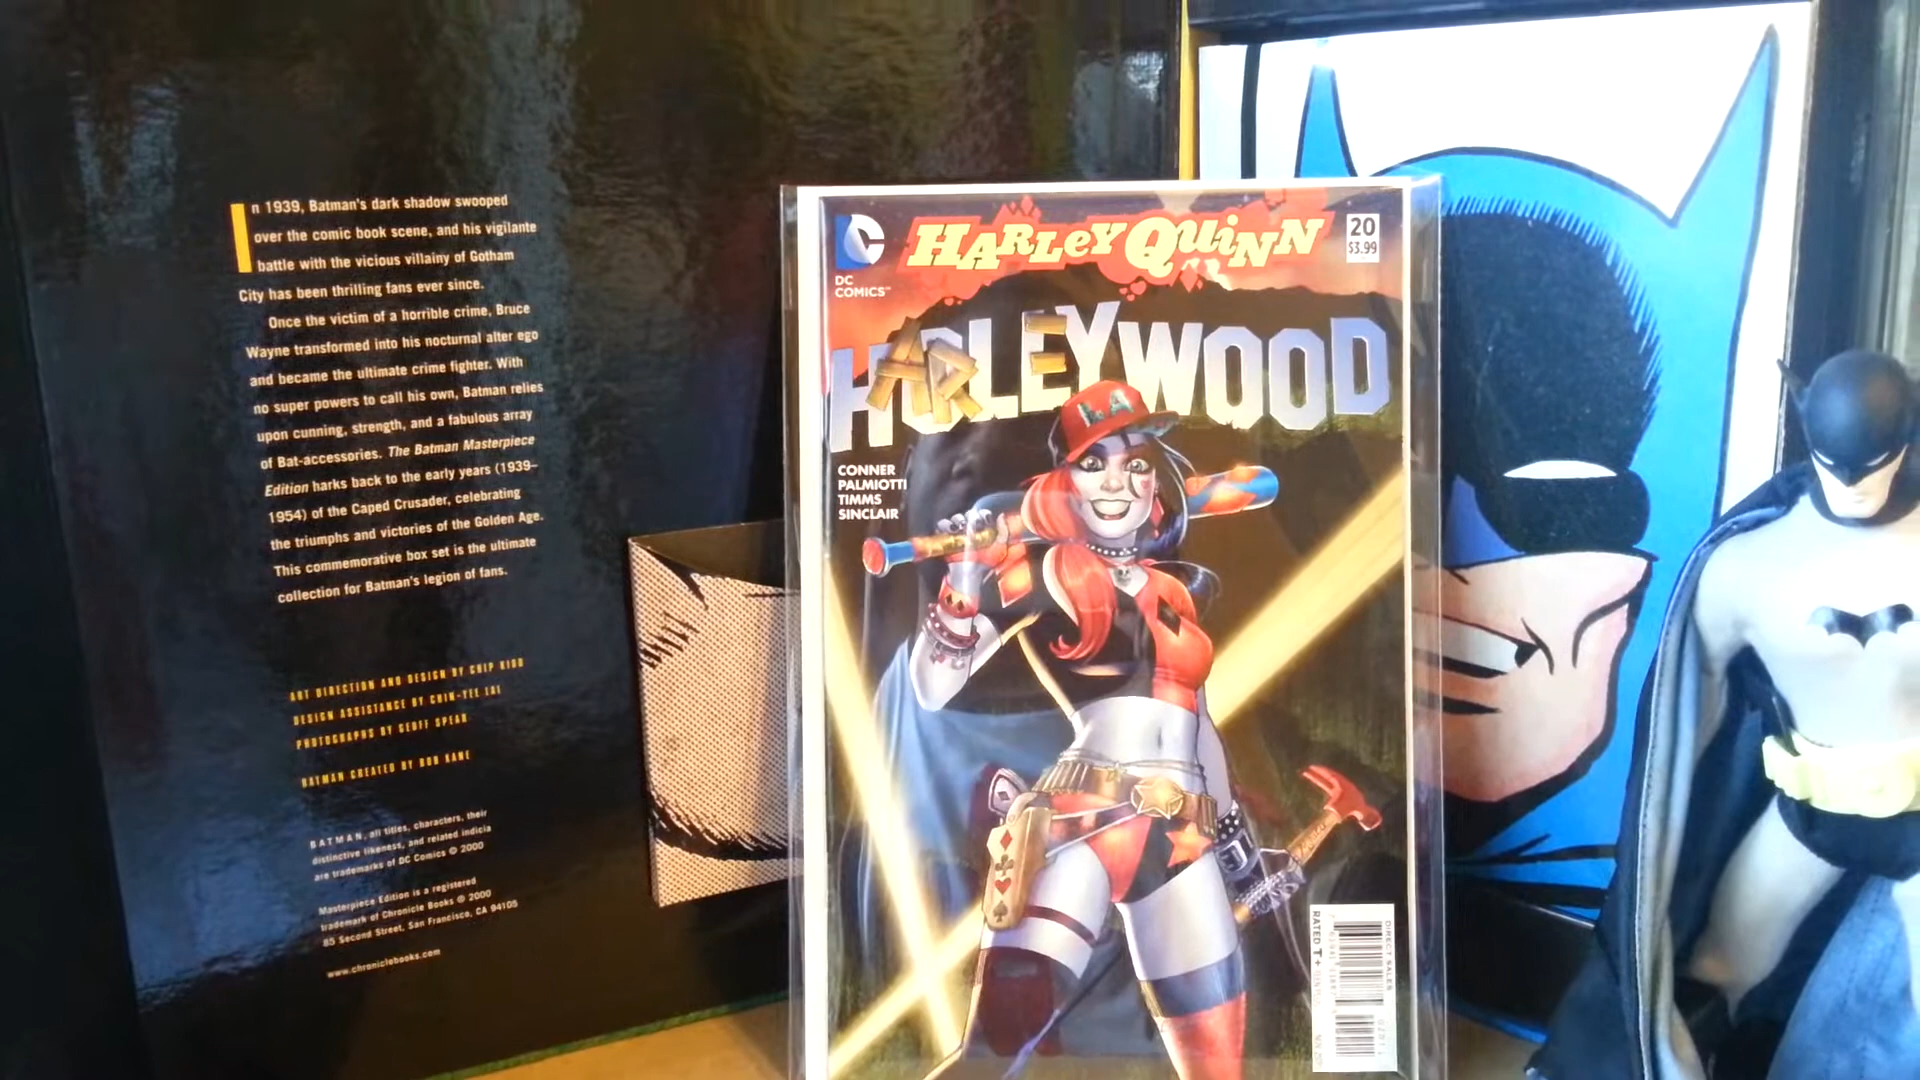 In 1939, Batman's dark shadow swooped
over the comic book scene, and his vigilante
battle with the vicious villainy of Gotham
City has been thrilling fans ever since.
Once the victim of a horrible crime, Bruce
Wayne transformed into his nocturnal alter ego
and became the ultimate crime fighter. With
no super powers to call his own, Batman relies
upon cunning, strength, and a fabulous array
of Bat-accessories. The Batman Masterpiece
Edition harks back to the early years (1939–
1954) of the Caped Crusader, celebrating
the triumphs and victories of the Golden Age.
This commemorative box set is the ultimate
collection for Batman's legion of fans.
ART DIRECTION AND DESIGN BY CHIP KIDD
DESIGN ASSISTANCE BY CHIN-YEE LAI
PHOTOGRAPHS BY GEOFF SPEAR
BATMAN CREATED BY BOB KANE
BATMAN, all titles, characters, their
distinctive likeness, and related indicia
are trademarks of DC Comics © 2000
Masterpiece Edition is a registered
trademark of Chronicle Books © 2000
85 Second Street, San Francisco, CA 94105
www.chroniclebooks.com
DC
DC
COMICS™
HARLEY QUINN
20
$3.99
HARLEYWOOD
LA
CONNER
PALMIOTTI
TIMMS
SINCLAIR
RATED T+
DIRECT SALES